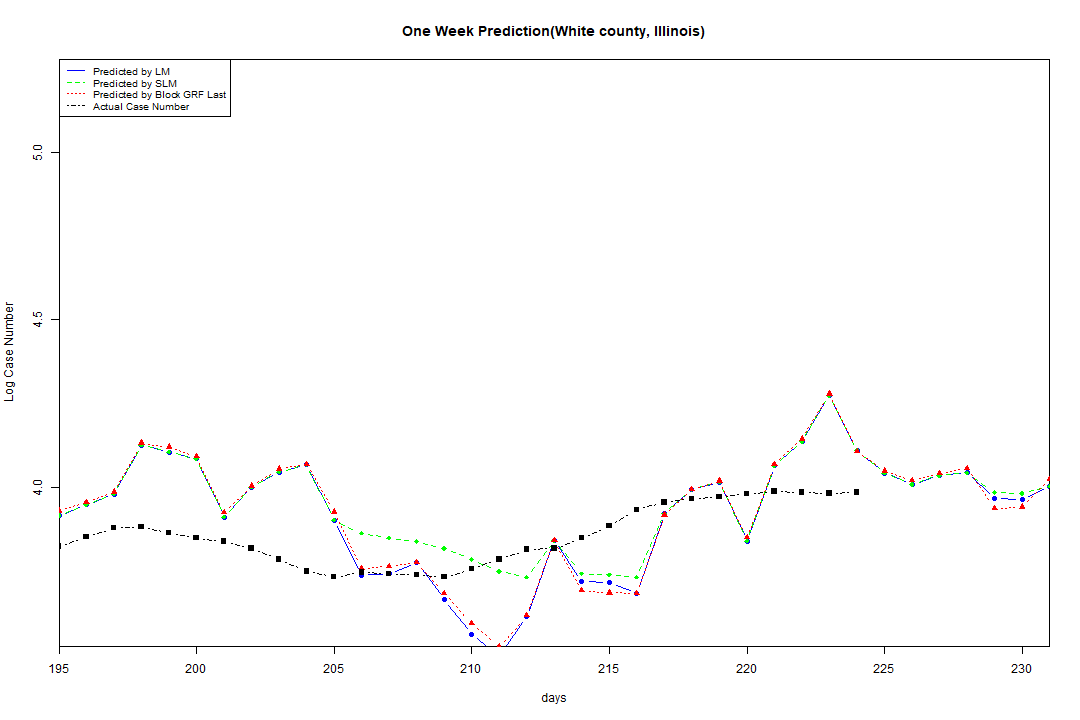 One Week Prediction(White county, Illinois)
Predicted by LM
Predicted by SLM
Predicted by Block GRF Last
Actual Case Number
5.0
4.5
4.0
Log Case Number
195 200 205 210 215 220 225 230
days